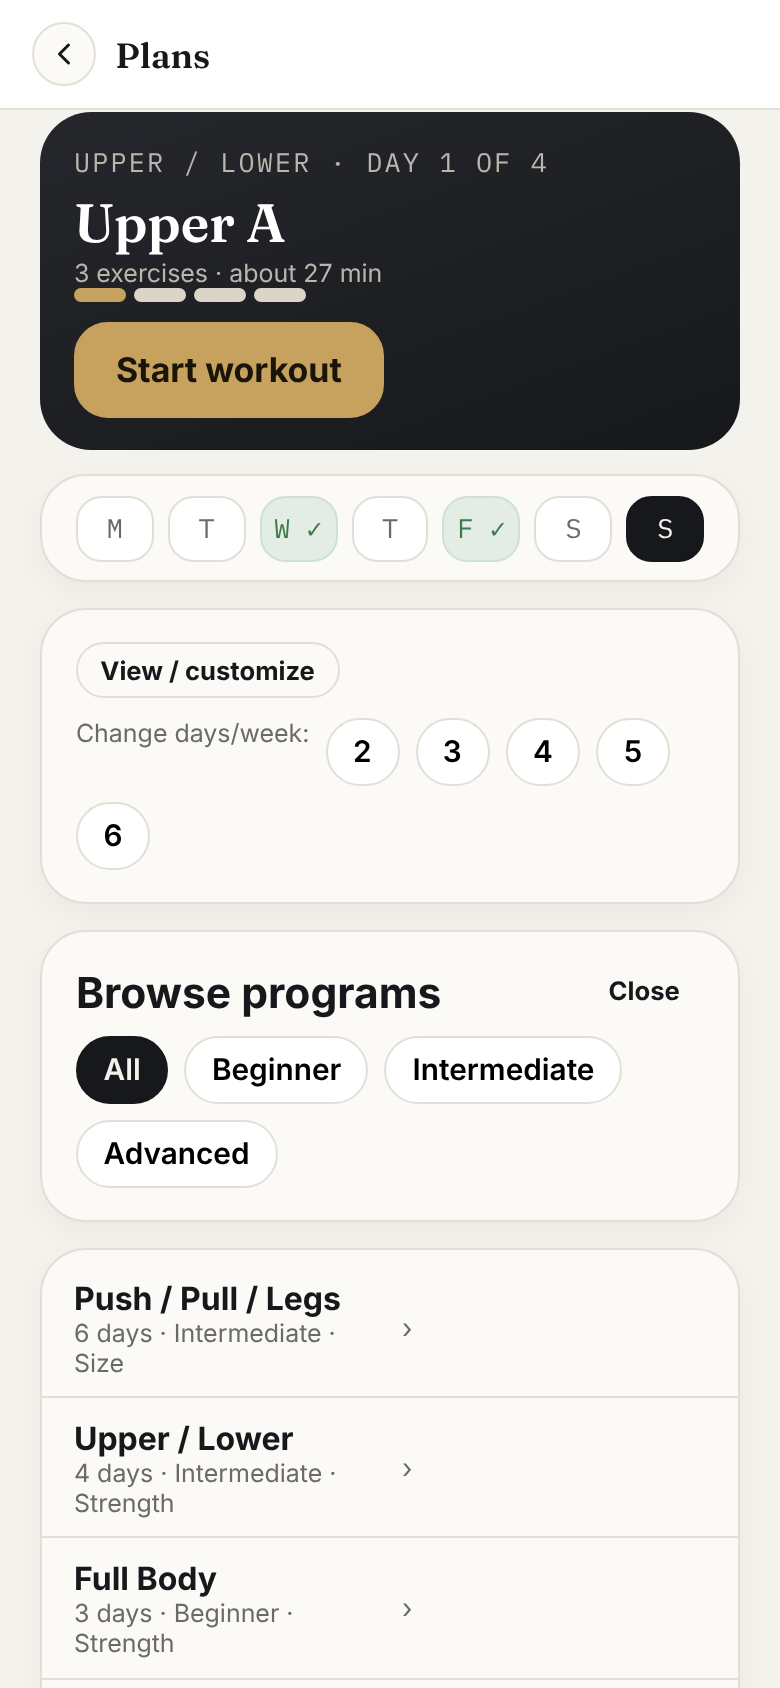 Plans
UPPER / LOWER · DAY 1 OF 4
Upper A
3 exercises · about 27 min
Start workout
M T W ✓ T F ✓ S S
View / customize
Change days/week: 2 3 4 5
6
Browse programs Close
All Beginner Intermediate
Advanced
Push / Pull / Legs
6 days · Intermediate · ›
Size
Upper / Lower
4 days · Intermediate · ›
Strength
Full Body
3 days · Beginner · ›
Strength